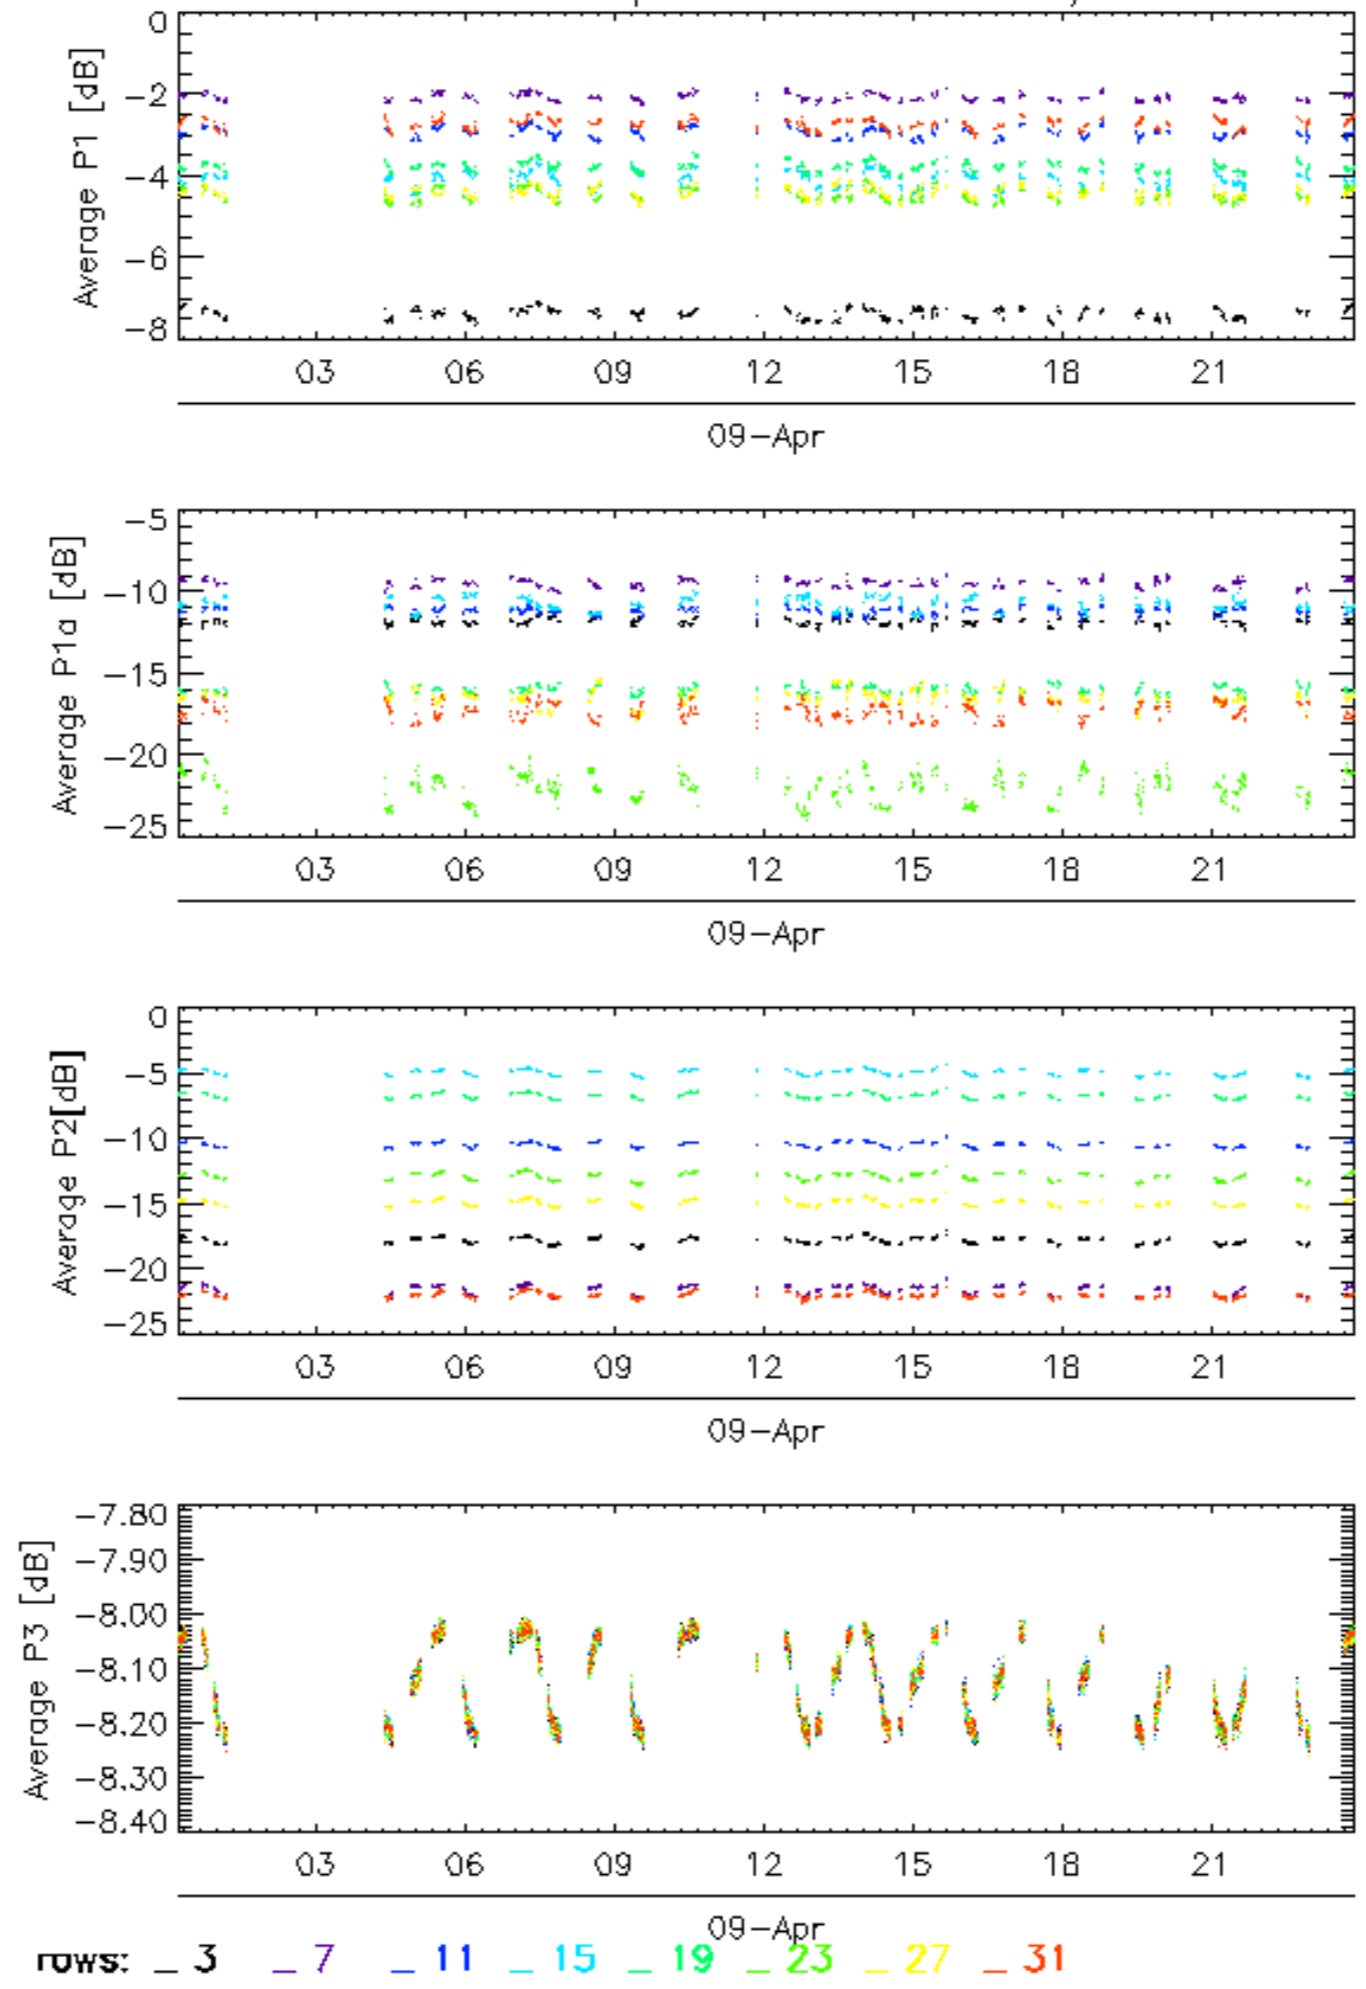 0
-2
-4
-6
-8
Average P1 [dB]
03 06 09 12 15 18 21
09-Apr
-5
-10
-15
-20
-25
Average P1a [dB]
03 06 09 12 15 18 21
09-Apr
0
-5
-10
-15
-20
-25
Average P2[dB]
03 06 09 12 15 18 21
09-Apr
-7.80
-7.90
-8.00
-8.10
-8.20
-8.30
-8.40
Average P3 [dB]
03 06 09 12 15 18 21
09-Apr
rows: _ 3 _ 7 _ 11 _ 15 _ 19 _ 23 _ 27 _ 31